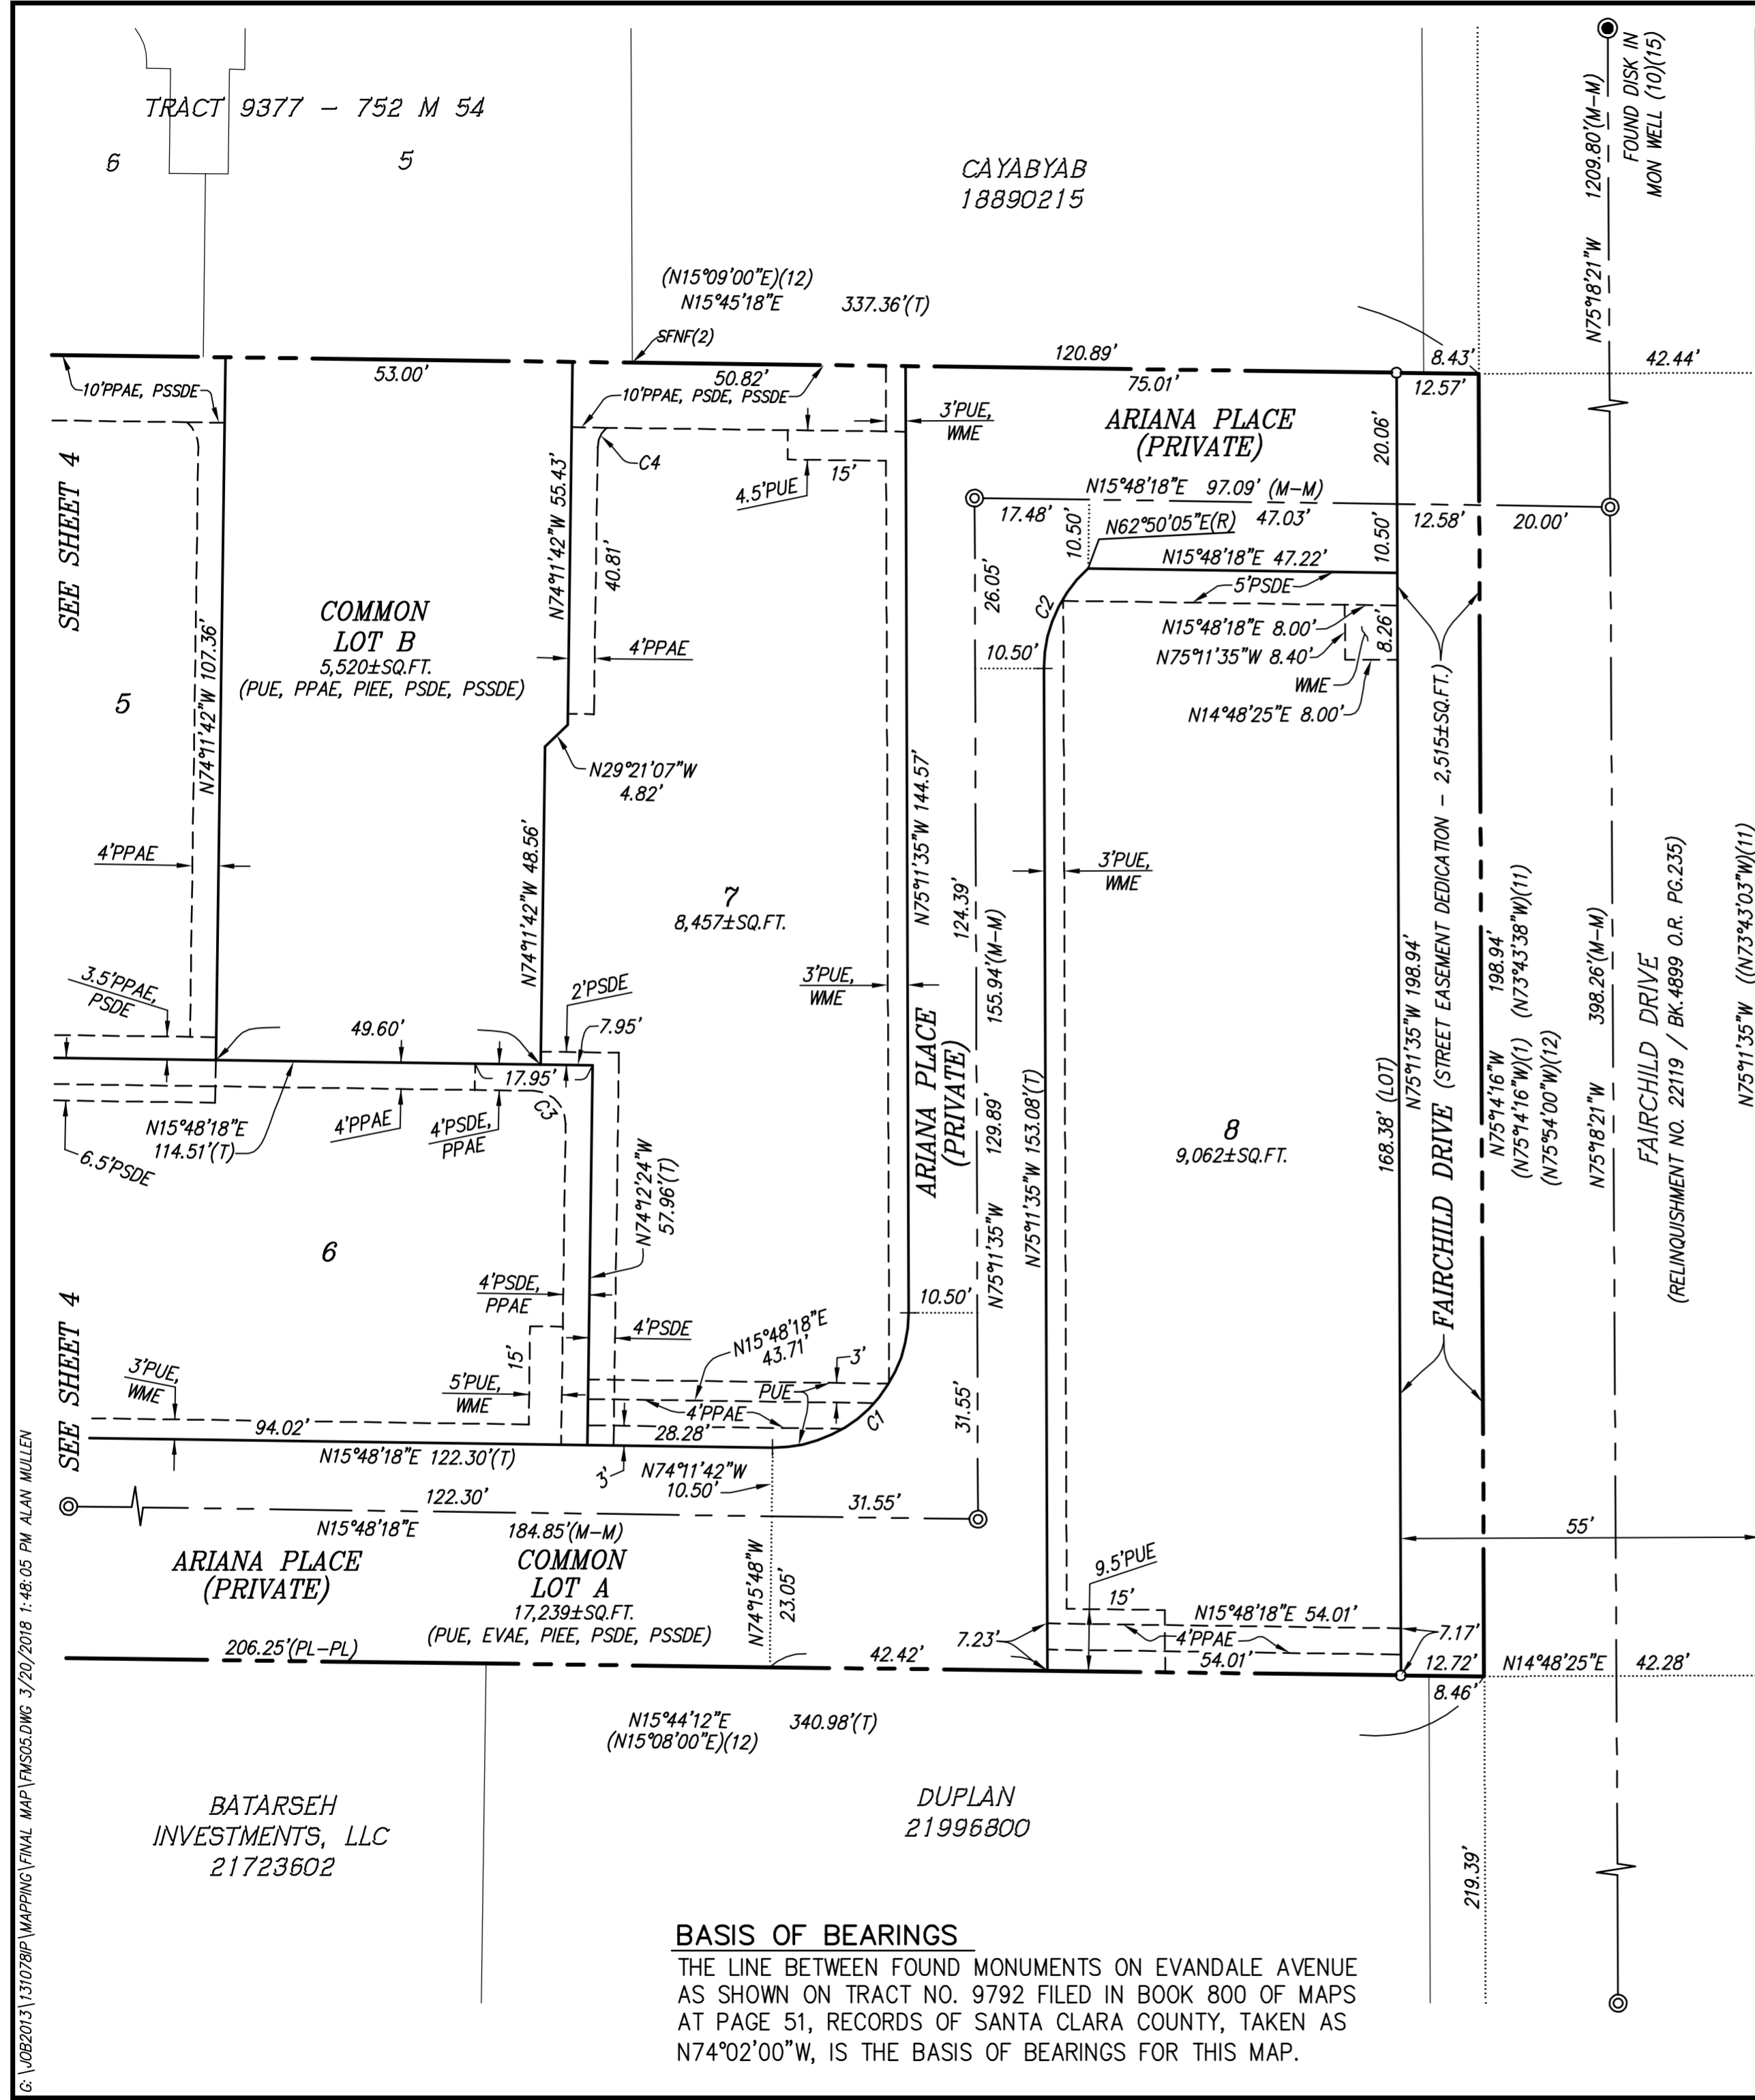 TRACT 9377 - 752 M 54
6
5
CAYABYAB
18890215
N75°18'21"W 1209.80'(M-M)
FOUND DISK IN
MON WELL (10)(15)
(N15°09'00"E)(12)
N15°45'18"E 337.36'(T)
SFNF(2)
120.89'
8.43'
42.44'
53.00'
50.82'
75.01'
12.57'
10'PPAE, PSSDE
10'PPAE, PSDE, PSSDE
3'PUE,
WME
ARIANA PLACE
(PRIVATE)
20.06'
SEE SHEET 4
C4
4.5'PUE
15'
N15°48'18"E 97.09' (M-M)
17.48'
10.50'
N62°50'05"E(R)
47.03'
10.50'
12.58'
20.00'
N74°11'42"W 55.43'
40.81'
N15°48'18"E 47.22'
5'PSDE
26.05'
C2
COMMON
LOT B
5,520±SQ.FT.
(PUE, PPAE, PIEE, PSDE, PSSDE)
4'PPAE
10.50'
N15°48'18"E 8.00'
N75°11'35"W 8.40'
8.26'
WME
N14°48'25"E 8.00'
5
N74°11'42"W 107.36'
N29°21'07"W
4.82'
N74°11'42"W 48.56'
4'PPAE
7
8,457±SQ.FT.
N75°11'35"W 144.57'
124.39'
155.94'(M-M)
3'PUE,
WME
3'PUE,
WME
ARIANA PLACE
(PRIVATE)
129.89'
N75°11'35"W
N75°11'35"W 153.08'(T)
8
9,062±SQ.FT.
168.38' (LOT)
N75°11'35"W 198.94'
FAIRCHILD DRIVE (STREET EASEMENT DEDICATION - 2,515±SQ.FT.)
N75°14'16"W 198.94'
(N75°14'16"W)(1) (N73°43'38"W)(11)
(N75°54'00"W)(12)
N75°18'21"W 398.26'(M-M)
FAIRCHILD DRIVE
(RELINQUISHMENT NO. 2219 / BK.4899 O.R. PG.235)
N75°11'35"W ((N73°43'03"W)(11)
3.5'PPAE,
PSDE
49.60'
2'PSDE
7.95'
17.95'
C3
N15°48'18"E
114.51'(T)
6.5'PSDE
4'PPAE
4'PSDE,
PPAE
N74°12'24"W
57.96'(T)
6
4'PSDE,
PPAE
4'PSDE
10.50'
SEE SHEET 4
3'PUE,
WME
15'
5'PUE,
WME
N15°48'18"E
43.71'
3'
PUE
4'PPAE
C1
31.55'
94.02'
28.28'
N15°48'18"E 122.30'(T)
3'
N74°11'42"W
10.50'
122.30'
31.55'
N15°48'18"E 184.85'(M-M)
ARIANA PLACE
(PRIVATE)
COMMON
LOT A
17,239±SQ.FT.
(PUE, EVAE, PIEE, PSDE, PSSDE)
N74°15'48"W
23.05'
55'
9.5'PUE
15'
N15°48'18"E 54.01'
7.23'
4'PPAE
7.17'
206.25'(PL-PL)
42.42'
54.01'
12.72'
N14°48'25"E 42.28'
8.46'
N15°44'12"E 340.98'(T)
(N15°08'00"E)(12)
BATARSEH
INVESTMENTS, LLC
21723602
DUPLAN
21996800
219.39'
BASIS OF BEARINGS
THE LINE BETWEEN FOUND MONUMENTS ON EVANDALE AVENUE
AS SHOWN ON TRACT NO. 9792 FILED IN BOOK 800 OF MAPS
AT PAGE 51, RECORDS OF SANTA CLARA COUNTY, TAKEN AS
N74°02'00"W, IS THE BASIS OF BEARINGS FOR THIS MAP.
G:\JOB2013\131078IP\MAPPING\FINAL MAP\FMS05.DWG 3/20/2018 1:48:05 PM ALAN MULLEN